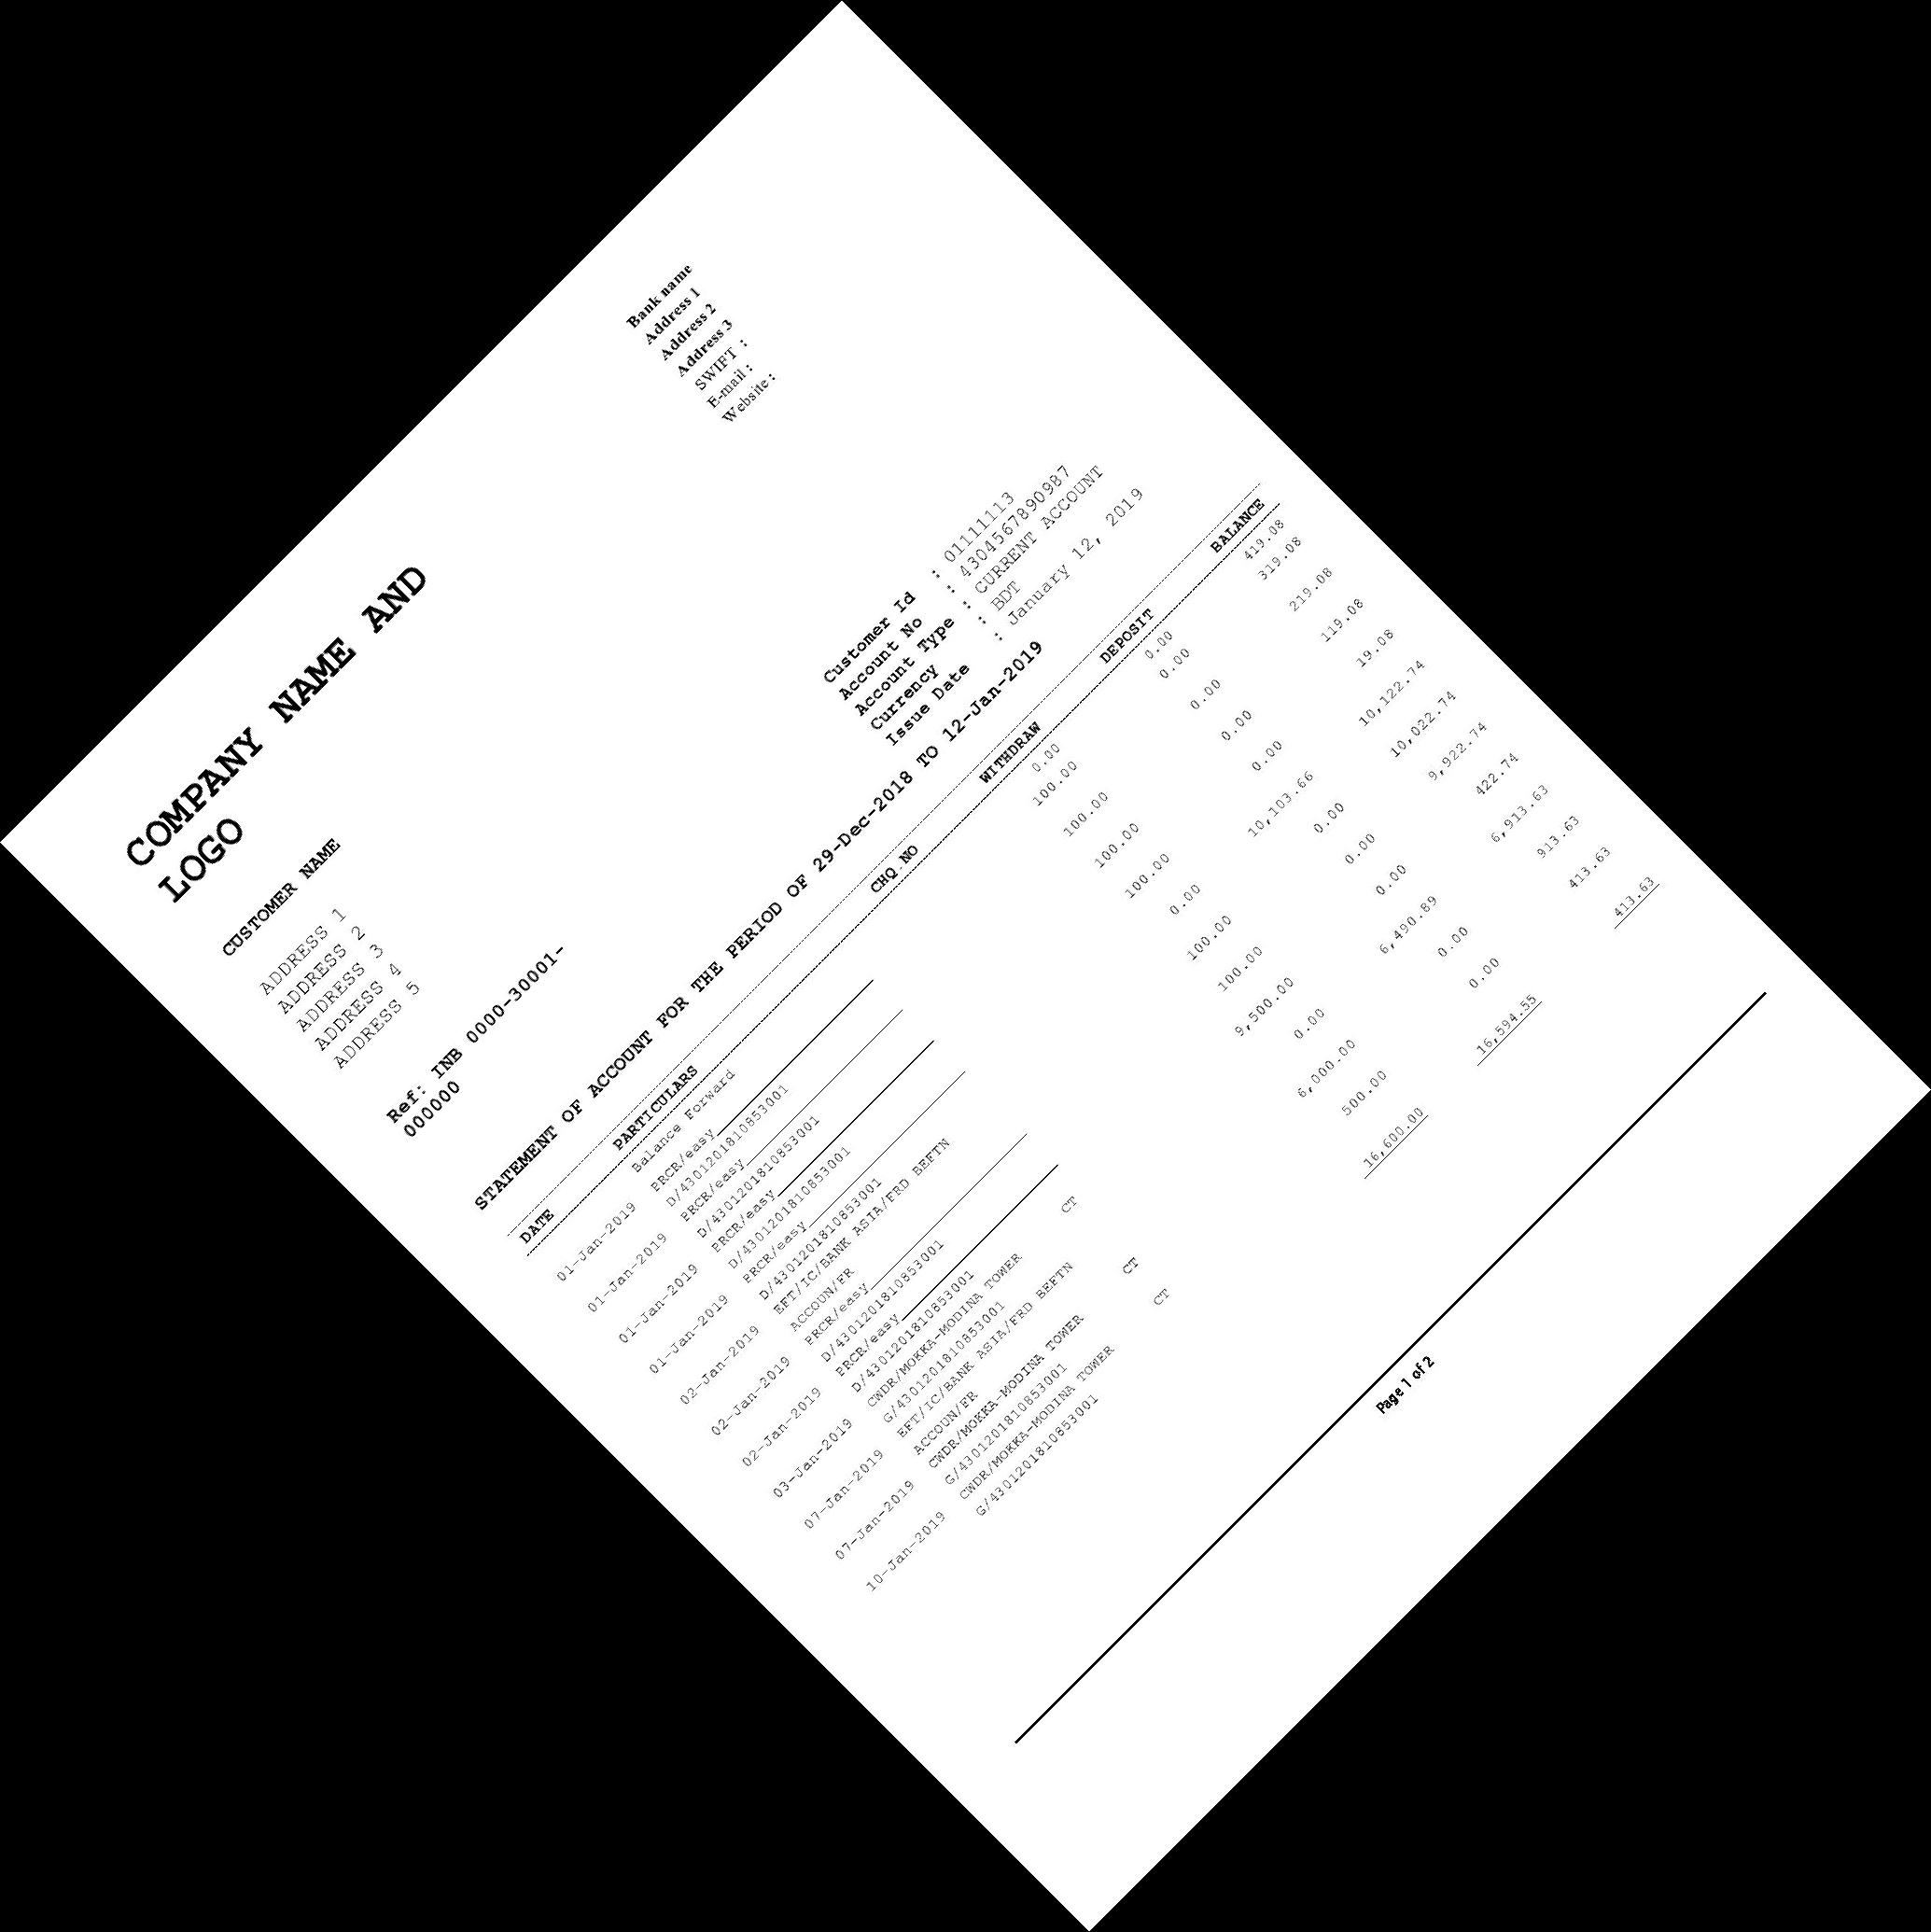 COMPANY NAME AND
LOGO
Bank name
Address 1
Address 2
Address 3
SWIFT :
E-mail :
Website :
CUSTOMER NAME
ADDRESS 1
ADDRESS 2
ADDRESS 3
ADDRESS 4
ADDRESS 5
Customer Id : 01111113
Account No : 4304567890987
Account Type : CURRENT ACCOUNT
Currency : BDT
Issue Date : January 12, 2019
Ref: INB 0000-30001-
000000
STATEMENT OF ACCOUNT FOR THE PERIOD OF 29-Dec-2018 TO 12-Jan-2019
DATE PARTICULARS CHQ.NO WITHDRAW DEPOSIT BALANCE
Balance Forward 0.00 0.00 419.08
01-Jan-2019 PRCR/easy 100.00 0.00 319.08
D/4301201810853001
01-Jan-2019 PRCR/easy 100.00 0.00 219.08
D/4301201810853001
01-Jan-2019 PRCR/easy 100.00 0.00 119.08
D/4301201810853001
01-Jan-2019 PRCR/easy 100.00 0.00 19.08
D/4301201810853001
02-Jan-2019 EFT/IC/BANK ASIA/FRD BEFTN 0.00 10,103.66 10,122.74
ACCOUN/FR
02-Jan-2019 PRCR/easy 100.00 0.00 10,022.74
D/4301201810853001
02-Jan-2019 PRCR/easy 100.00 0.00 9,922.74
D/4301201810853001
03-Jan-2019 CWDR/MOKKA-MODINA TOWER CT 9,500.00 0.00 422.74
G/4301201810853001
07-Jan-2019 EFT/IC/BANK ASIA/FRD BEFTN 0.00 6,490.89 6,913.63
ACCOUN/FR
07-Jan-2019 CWDR/MOKKA-MODINA TOWER CT 6,000.00 0.00 913.63
G/4301201810853001
10-Jan-2019 CWDR/MOKKA-MODINA TOWER CT 500.00 0.00 413.63
G/4301201810853001
16,600.00 16,594.55 413.63
Page 1 of 2